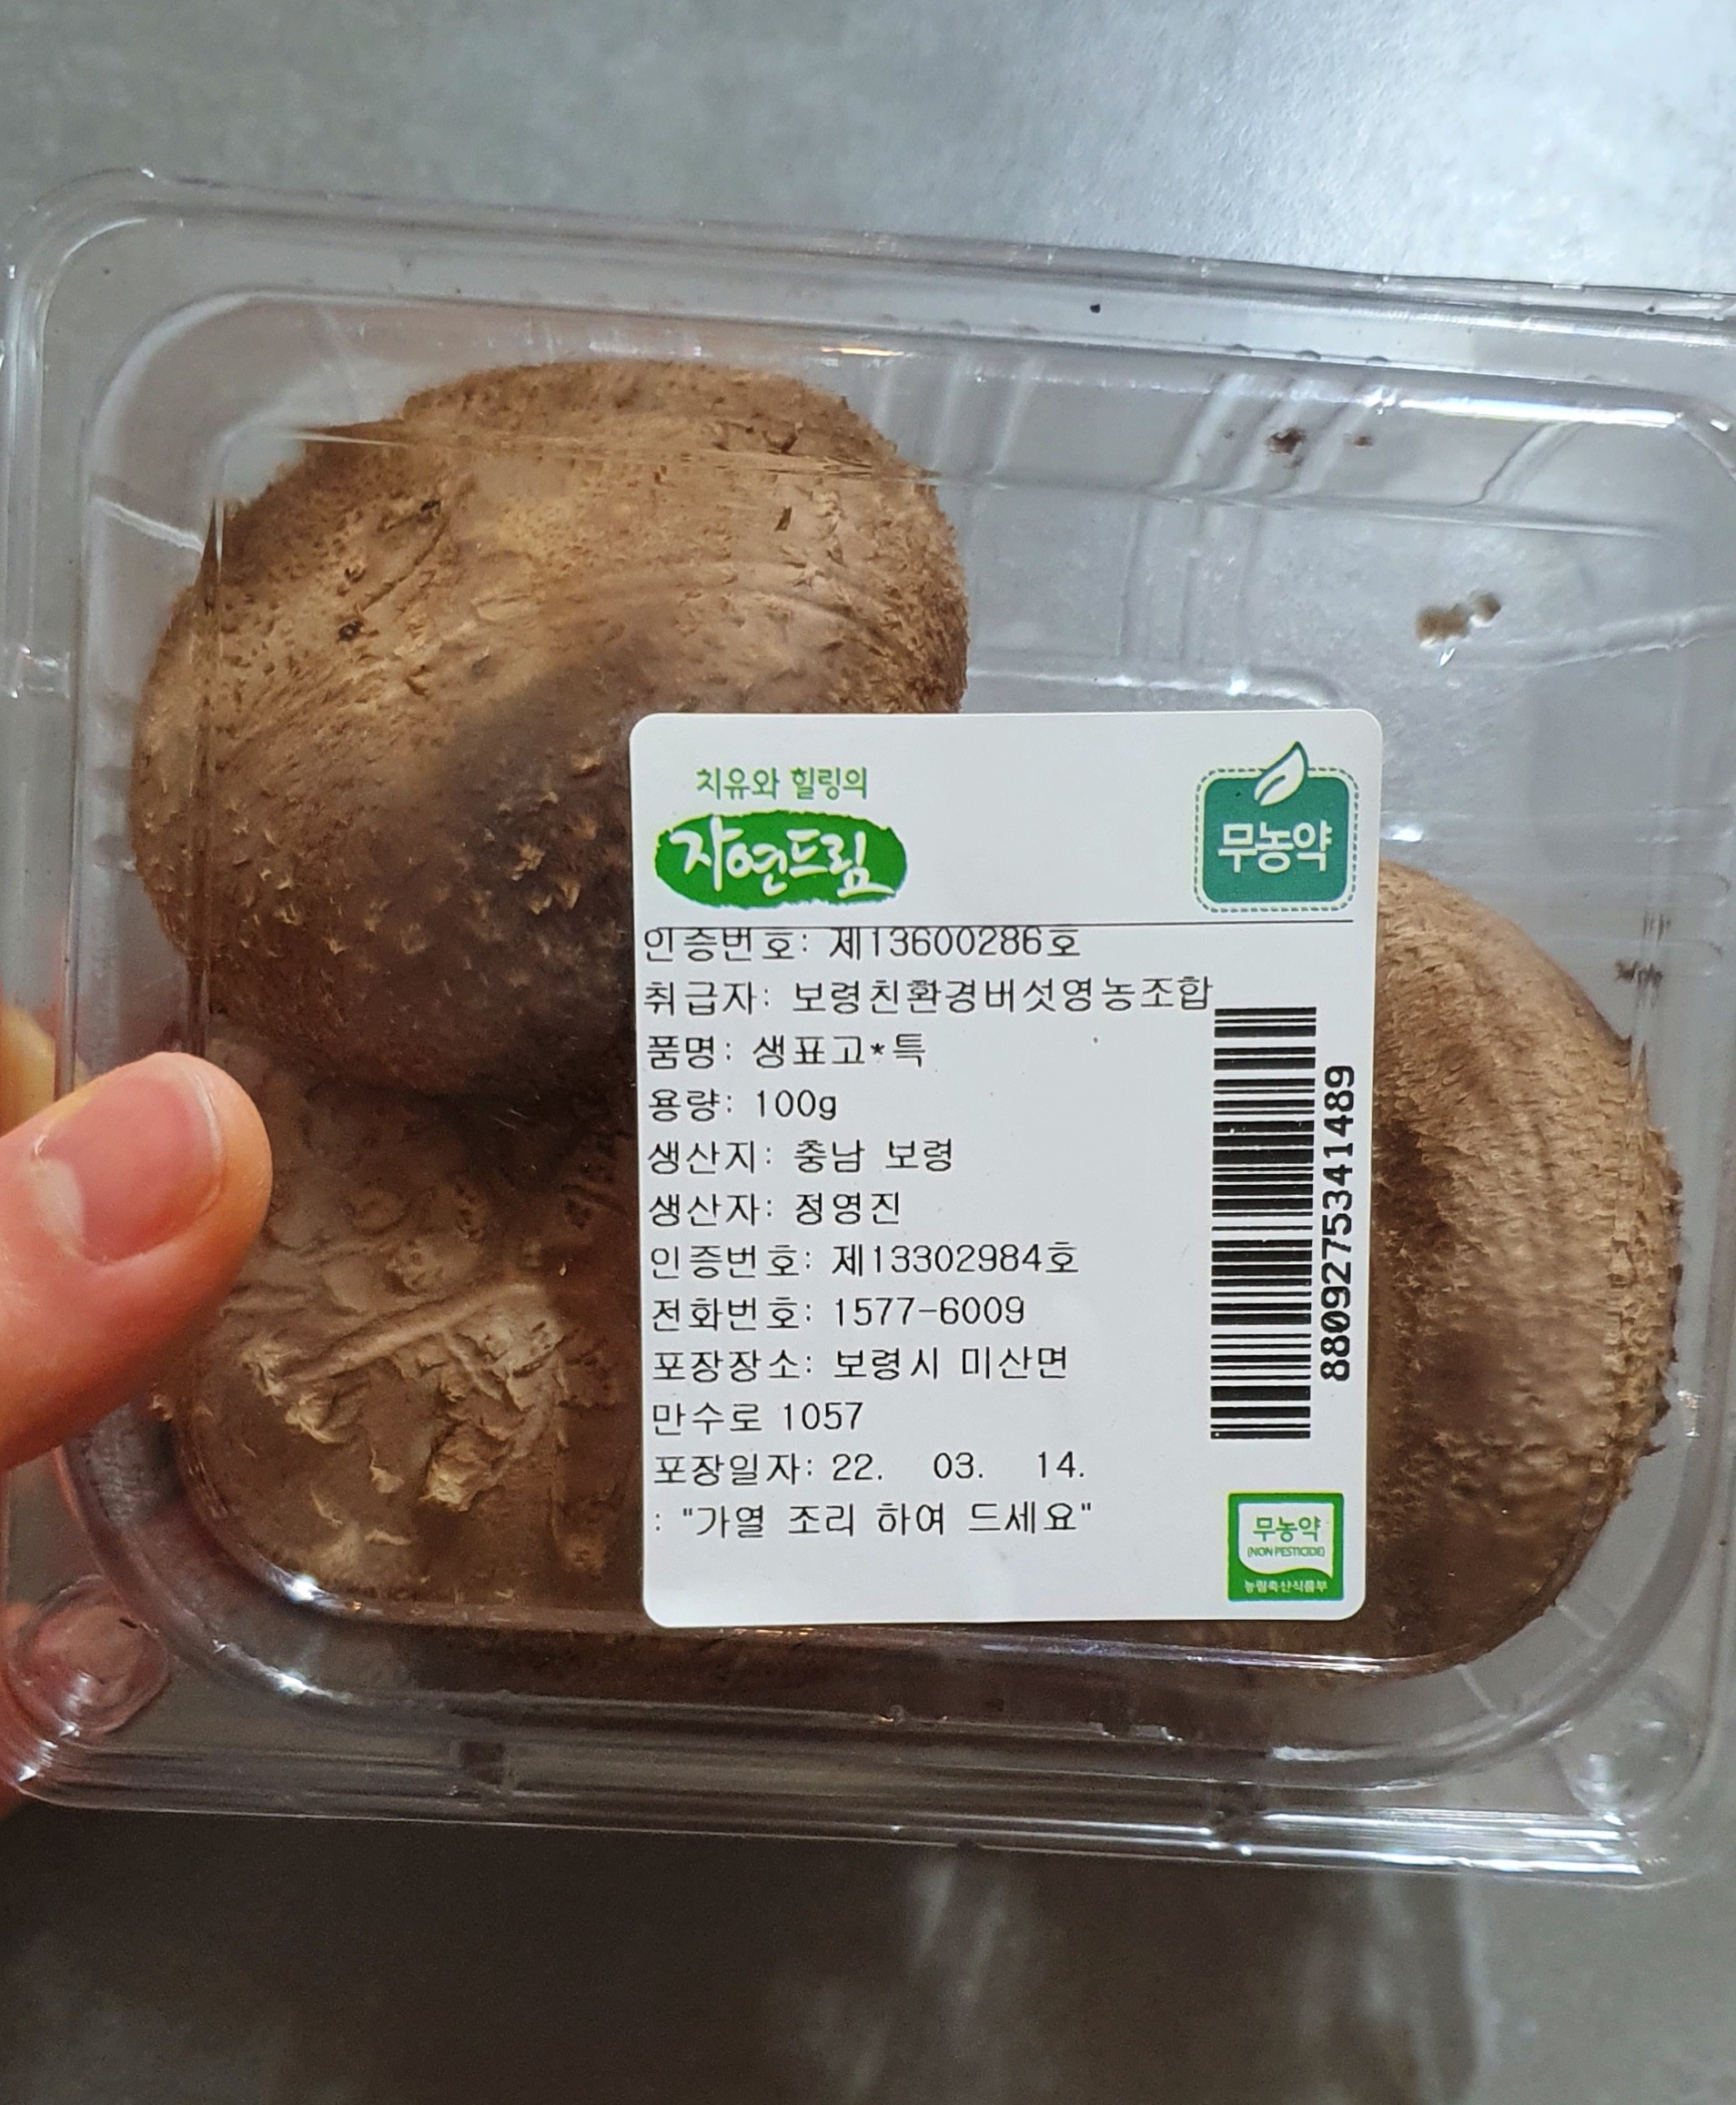 치유와 힐링의
자연드림
무농약
인증번호: 제13600286호
취급자: 보령친환경버섯영농조합
품명: 생표고*특
용량: 100g
생산지: 충남 보령
생산자: 정영진
인증번호: 제13302984호
전화번호: 1577-6009
포장장소: 보령시 미산면
만수로 1057
포장일자: 22. 03. 14.
: "가열 조리 하여 드세요"
8809275341489
무농약
(NON PESTICIDE)
농림축산식품부